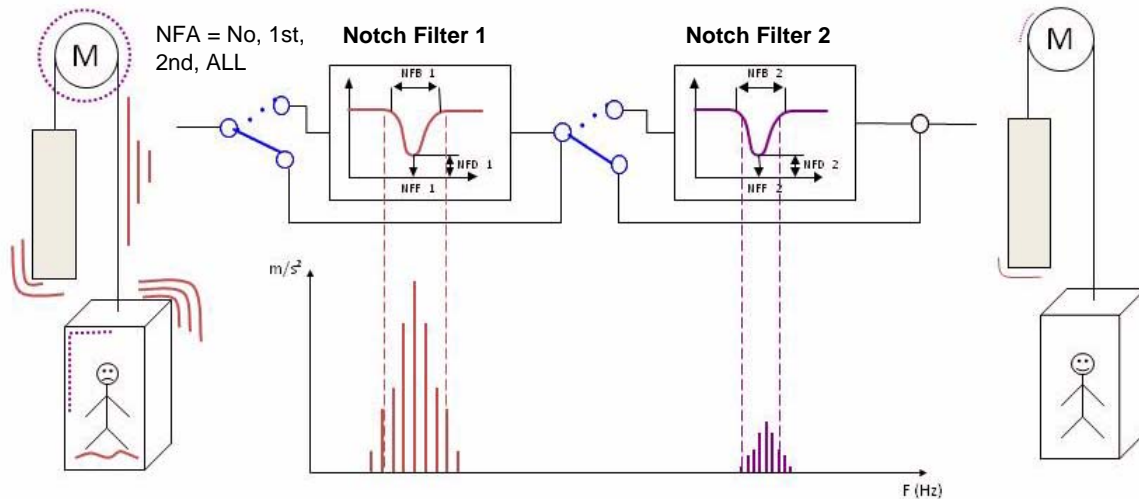 M
NFA = No, 1st,
2nd, ALL
Notch Filter 1
NFB 1
NFD 1
NFF 1
Notch Filter 2
NFB 2
NFD 2
NFF 2
M
m/s²
F (Hz)